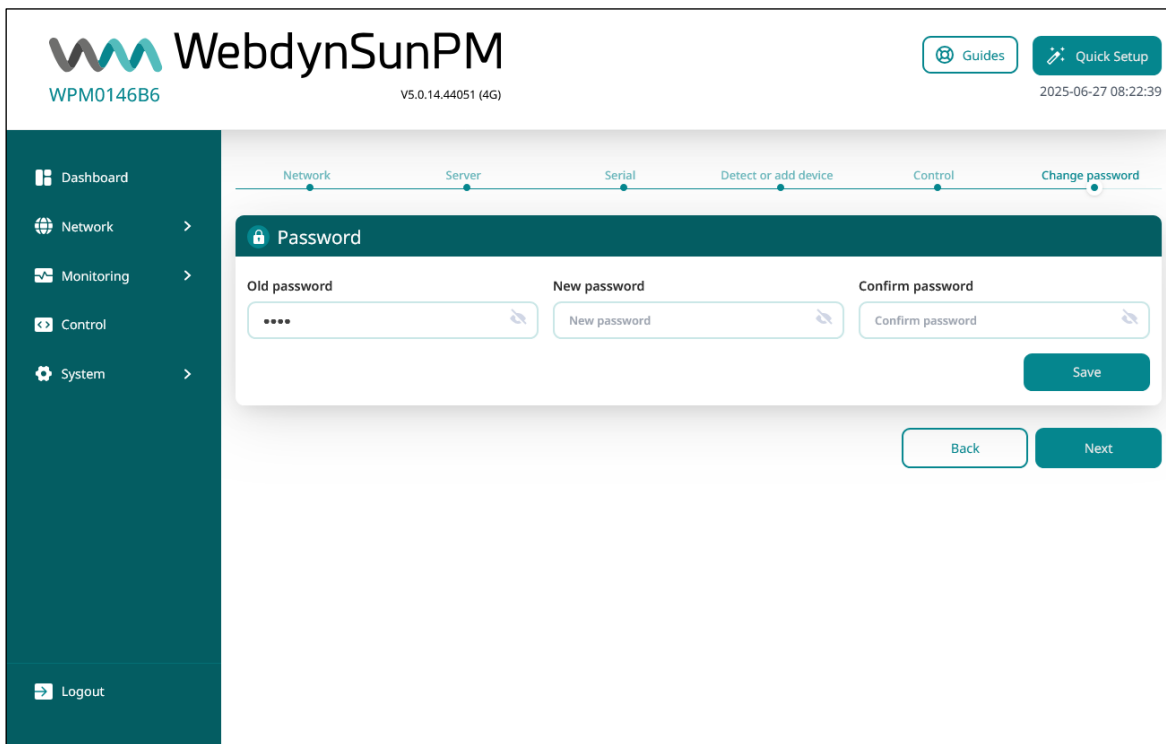 WebdynSunPM
WPM0146B6
V5.0.14.44051 (4G)
Guides
Quick Setup
2025-06-27 08:22:39
Dashboard
Network
Monitoring
Control
System
Logout
Network Server Serial Detect or add device Control Change password
Password
Old password New password Confirm password
•••• New password Confirm password
Save
Back Next